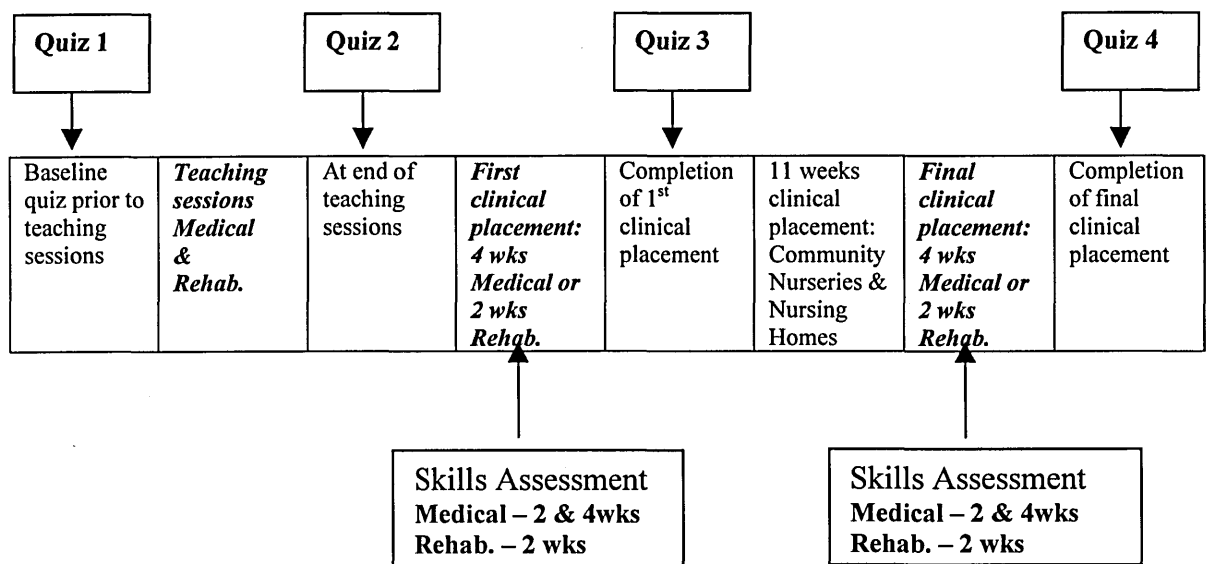 Quiz 1
Quiz 2
Quiz 3
Quiz 4
Baseline
quiz prior to
teaching
sessions
Teaching
sessions
Medical
&
Rehab.
At end of
teaching
sessions
First
clinical
placement:
4 wks
Medical or
2 wks
Rehab.
Completion
of 1st
clinical
placement
11 weeks
clinical
placement:
Community
Nurseries &
Nursing
Homes
Final
clinical
placement:
4 wks
Medical or
2 wks
Rehab.
Completion
of final
clinical
placement
Skills Assessment
Medical – 2 & 4wks
Rehab. – 2 wks
Skills Assessment
Medical – 2 & 4wks
Rehab. – 2 wks